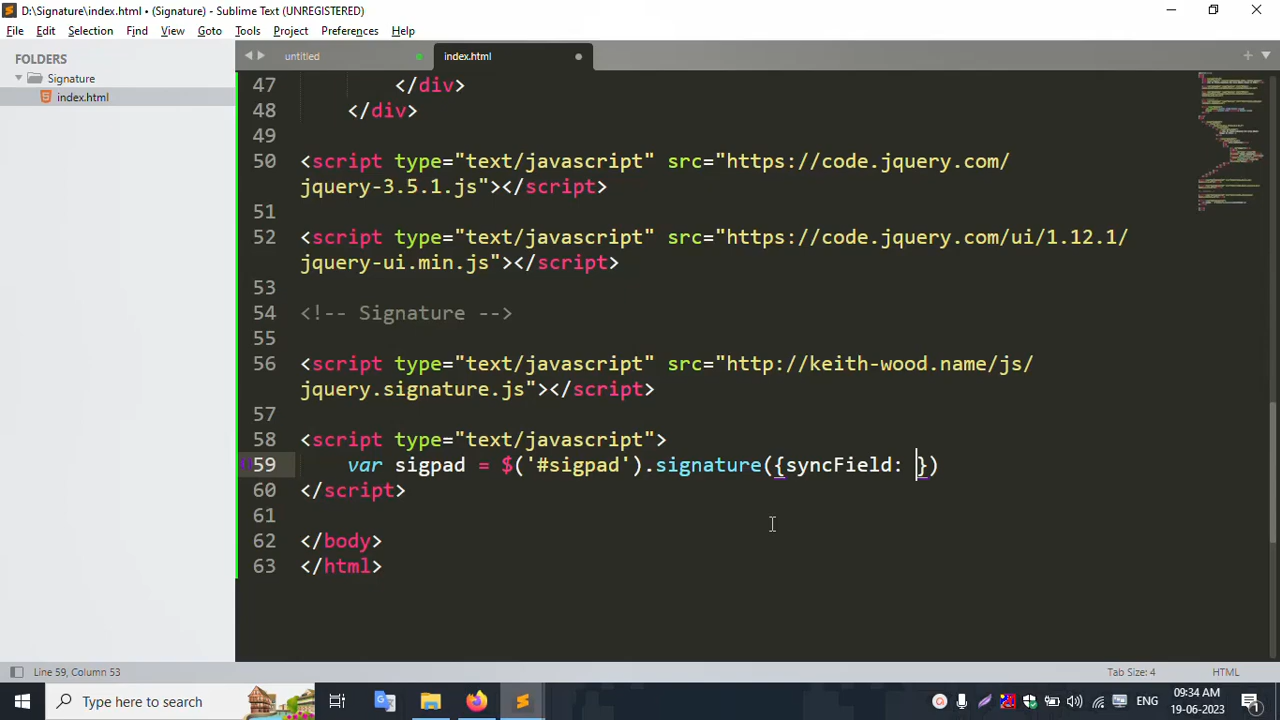 D:\Signature\index.html • (Signature) - Sublime Text (UNREGISTERED)
File Edit Selection Find View Goto Tools Project Preferences Help
FOLDERS
Signature
index.html
untitled
index.html
47 </div>
48 </div>
49
50 <script type="text/javascript" src="https://code.jquery.com/
jquery-3.5.1.js"></script>
51
52 <script type="text/javascript" src="https://code.jquery.com/ui/1.12.1/
jquery-ui.min.js"></script>
53
54 <!-- Signature -->
55
56 <script type="text/javascript" src="http://keith-wood.name/js/
jquery.signature.js"></script>
57
58 <script type="text/javascript">
59 var sigpad = $('#sigpad').signature({syncField: })
60 </script>
61
62 </body>
63 </html>
Line 59, Column 53
Tab Size: 4
HTML
Type here to search
ENG
09:34 AM
19-06-2023
1